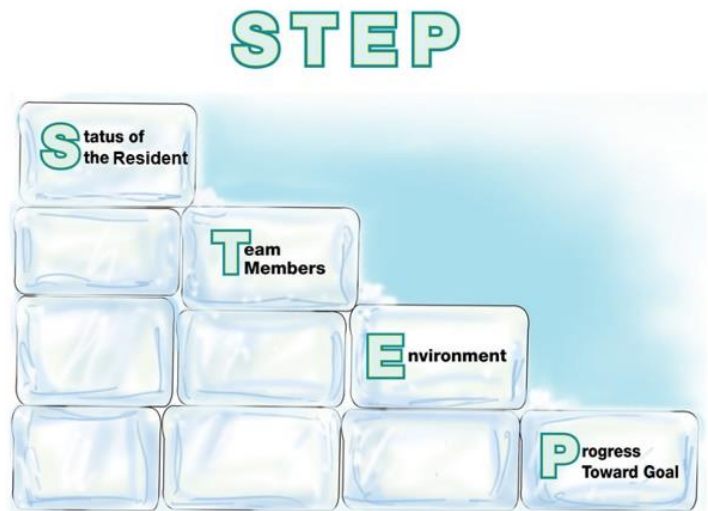 STEP
Status of
the Resident
Team
Members
Environment
Progress
Toward Goal